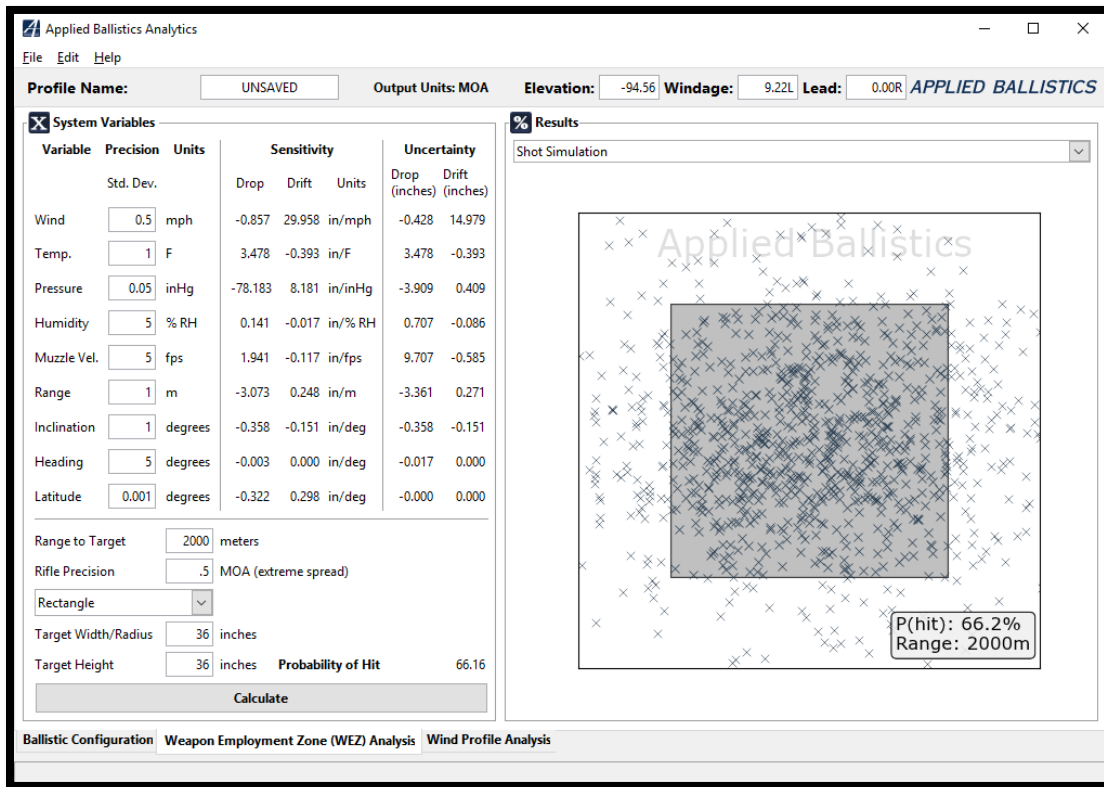 Applied Ballistics Analytics
File Edit Help
Profile Name: UNSAVED Output Units: MOA Elevation: -94.56 Windage: 9.22L Lead: 0.00R APPLIED BALLISTICS
System Variables
Variable Precision Units Sensitivity Uncertainty
Std. Dev. Drop Drift Units Drop (inches) Drift (inches)
Wind 0.5 mph -0.857 29.958 in/mph -0.428 14.979
Temp. 1 F 3.478 -0.393 in/F 3.478 -0.393
Pressure 0.05 inHg -78.183 8.181 in/inHg -3.909 0.409
Humidity 5 % RH 0.141 -0.017 in/% RH 0.707 -0.086
Muzzle Vel. 5 fps 1.941 -0.117 in/fps 9.707 -0.585
Range 1 m -3.073 0.248 in/m -3.361 0.271
Inclination 1 degrees -0.358 -0.151 in/deg -0.358 -0.151
Heading 5 degrees -0.003 0.000 in/deg -0.017 0.000
Latitude 0.001 degrees -0.322 0.298 in/deg -0.000 0.000
Range to Target 2000 meters
Rifle Precision .5 MOA (extreme spread)
Rectangle
Target Width/Radius 36 inches
Target Height 36 inches Probability of Hit 66.16
Calculate
% Results
Shot Simulation
Applied Ballistics
P(hit): 66.2%
Range: 2000m
Ballistic Configuration Weapon Employment Zone (WEZ) Analysis Wind Profile Analysis